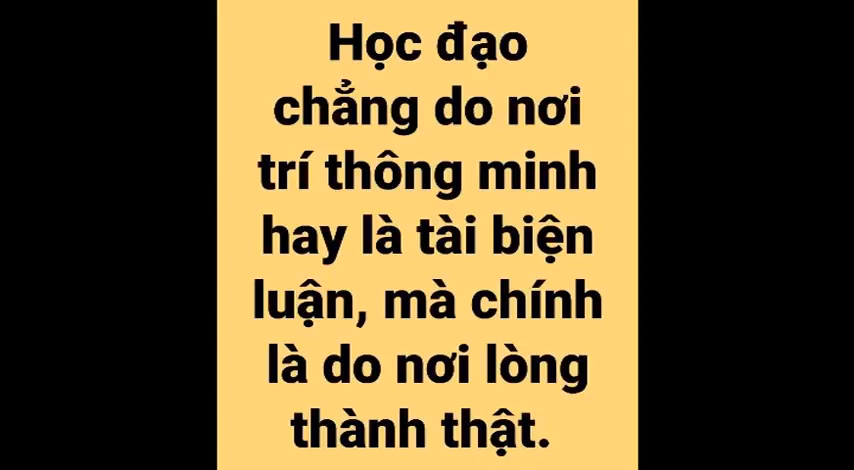 Học đạo
chẳng do nơi
trí thông minh
hay là tài biện
luận, mà chính
là do nơi lòng
thành thật.